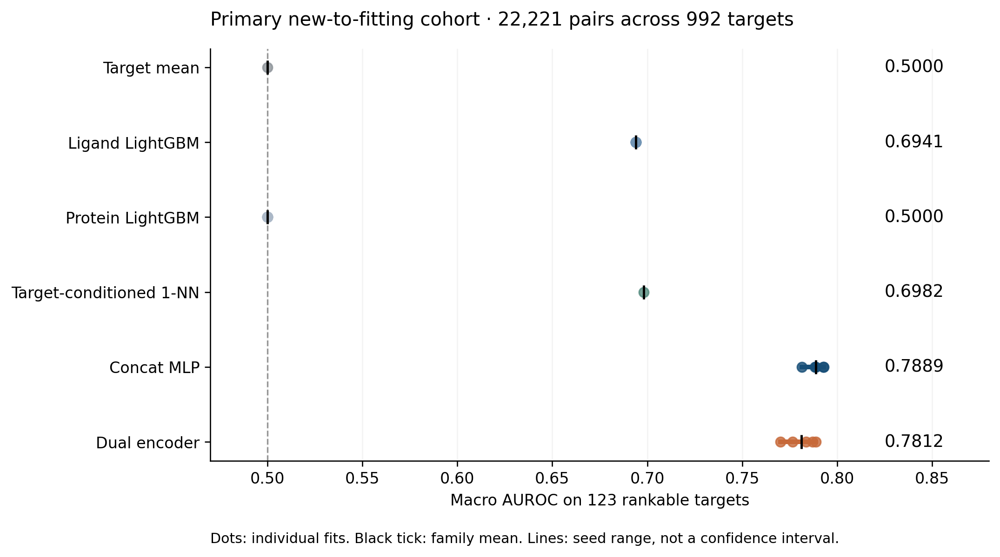 Primary new-to-fitting cohort · 22,221 pairs across 992 targets
Target mean 0.5000
Ligand LightGBM 0.6941
Protein LightGBM 0.5000
Target-conditioned 1-NN 0.6982
Concat MLP 0.7889
Dual encoder 0.7812
0.50 0.55 0.60 0.65 0.70 0.75 0.80 0.85
Macro AUROC on 123 rankable targets
Dots: individual fits. Black tick: family mean. Lines: seed range, not a confidence interval.